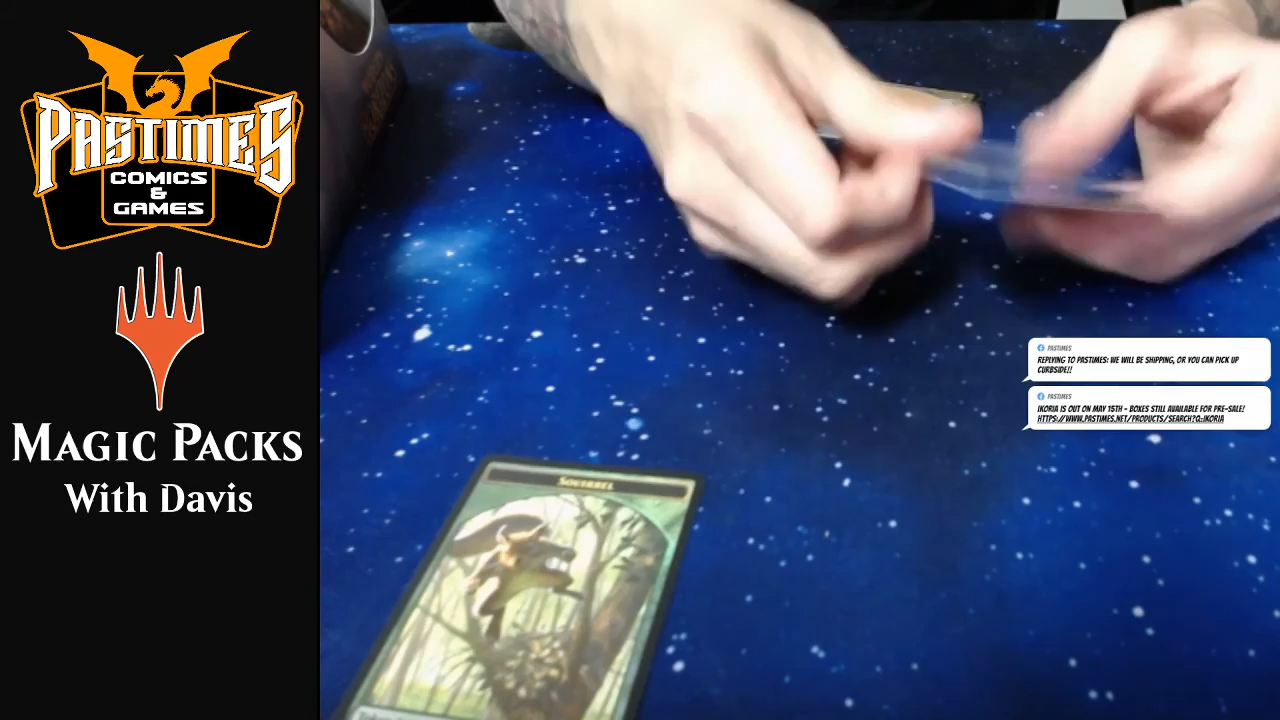 PASTIMES
COMICS
&
GAMES
MAGIC PACKS
WITH DAVIS
SQUIRREL
PASTIMES
REPLYING TO PASTIMES: WE WILL BE SHIPPING, OR YOU CAN PICK UP
CURBSIDE!!
PASTIMES
IKORIA IS OUT ON MAY 15TH - BOXES STILL AVAILABLE FOR PRE-SALE!
HTTPS://WWW.PASTIMES.NET/PRODUCTS/SEARCH?Q=IKORIA